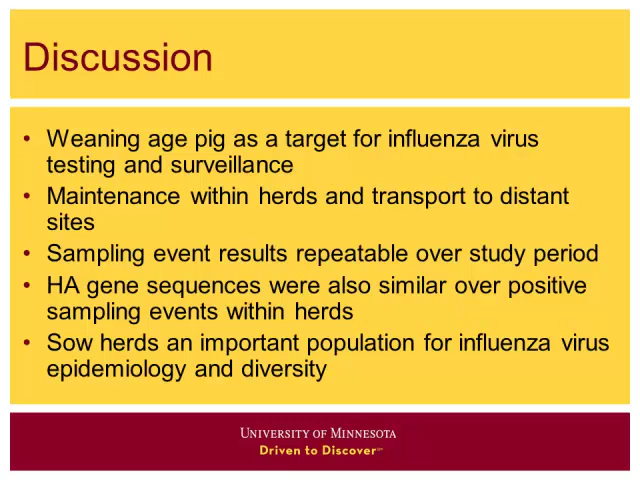 Discussion
• Weaning age pig as a target for influenza virus
testing and surveillance
• Maintenance within herds and transport to distant
sites
• Sampling event results repeatable over study period
• HA gene sequences were also similar over positive
sampling events within herds
• Sow herds an important population for influenza virus
epidemiology and diversity
UNIVERSITY OF MINNESOTA
Driven to Discover